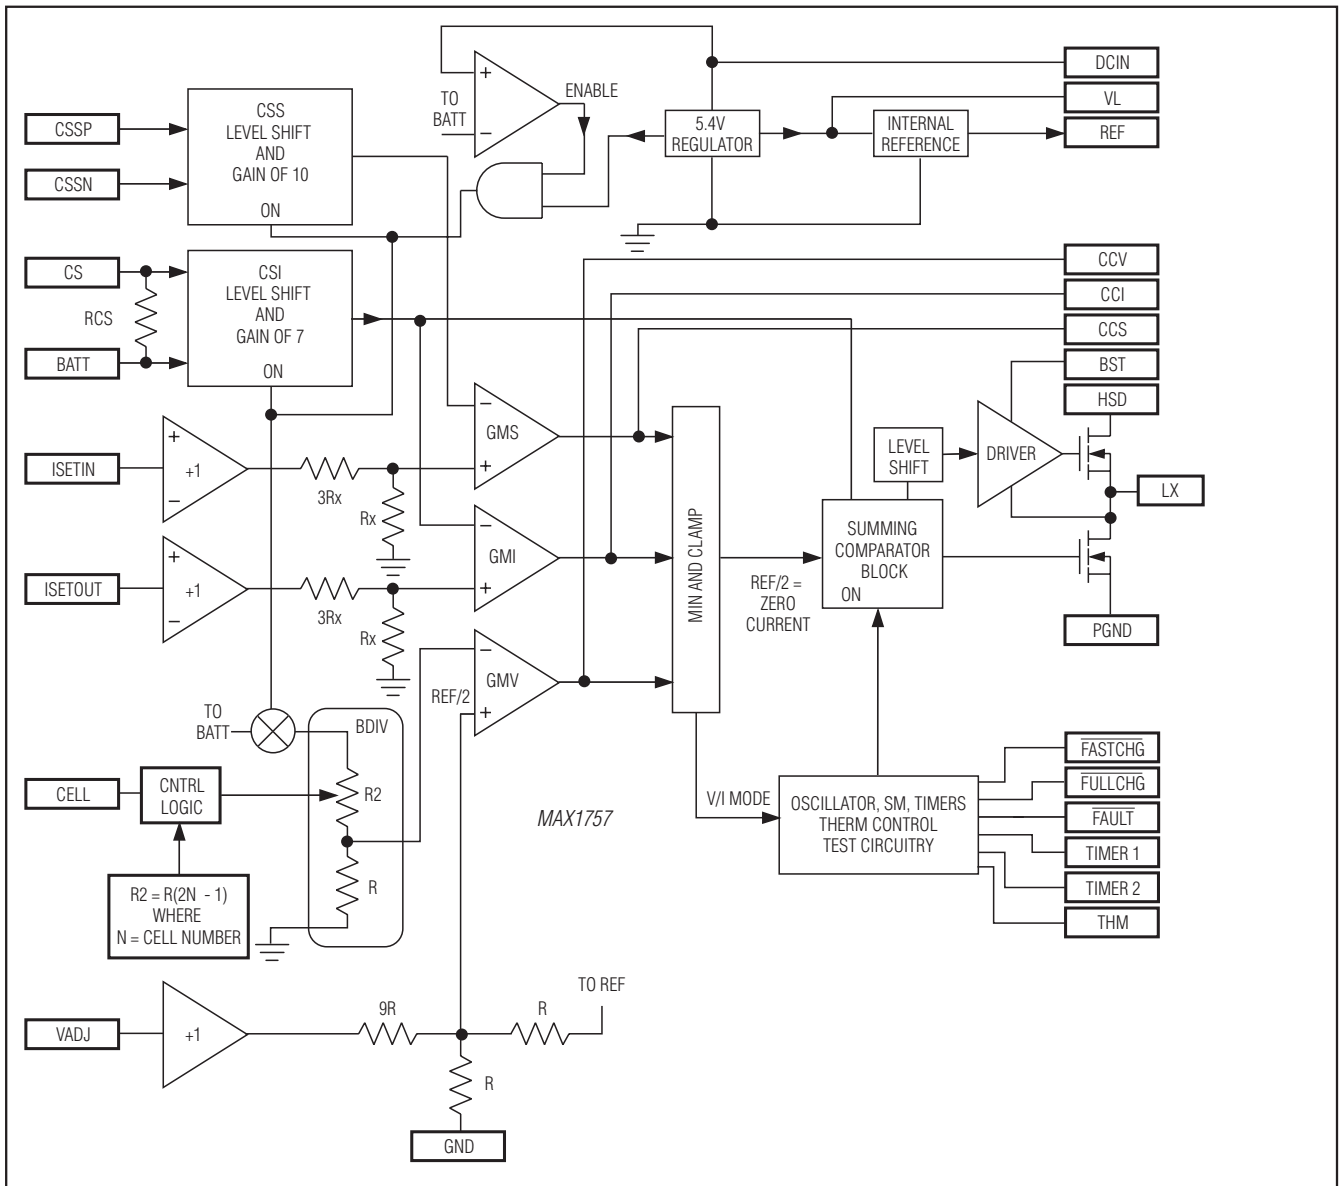 DCIN
VL
REF
CSSP
CSSN
CSS
LEVEL SHIFT
AND
GAIN OF 10
ON
+
TO
BATT
−
ENABLE
5.4V
REGULATOR
INTERNAL
REFERENCE
CS
RCS
BATT
CSI
LEVEL SHIFT
AND
GAIN OF 7
ON
CCV
CCI
CCS
BST
HSD
ISETIN
+
+1
−
3Rx
Rx
−
GMS
+
LEVEL
SHIFT
DRIVER
LX
ISETOUT
+
+1
−
3Rx
Rx
−
GMI
+
MIN AND CLAMP
REF/2 =
ZERO
CURRENT
SUMMING
COMPARATOR
BLOCK
ON
PGND
−
GMV
REF/2
+
TO
BATT
BDIV
R2
R
CELL
CNTRL
LOGIC
R2 = R(2N - 1)
WHERE
N = CELL NUMBER
MAX1757
V/I MODE
OSCILLATOR, SM, TIMERS
THERM CONTROL
TEST CIRCUITRY
FASTCHG
FULLCHG
FAULT
TIMER 1
TIMER 2
THM
VADJ
+1
9R
R
TO REF
R
GND